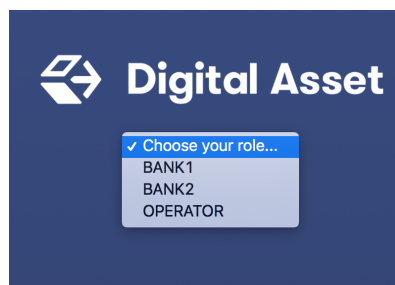 Digital Asset
✓ Choose your role...
BANK1
BANK2
OPERATOR